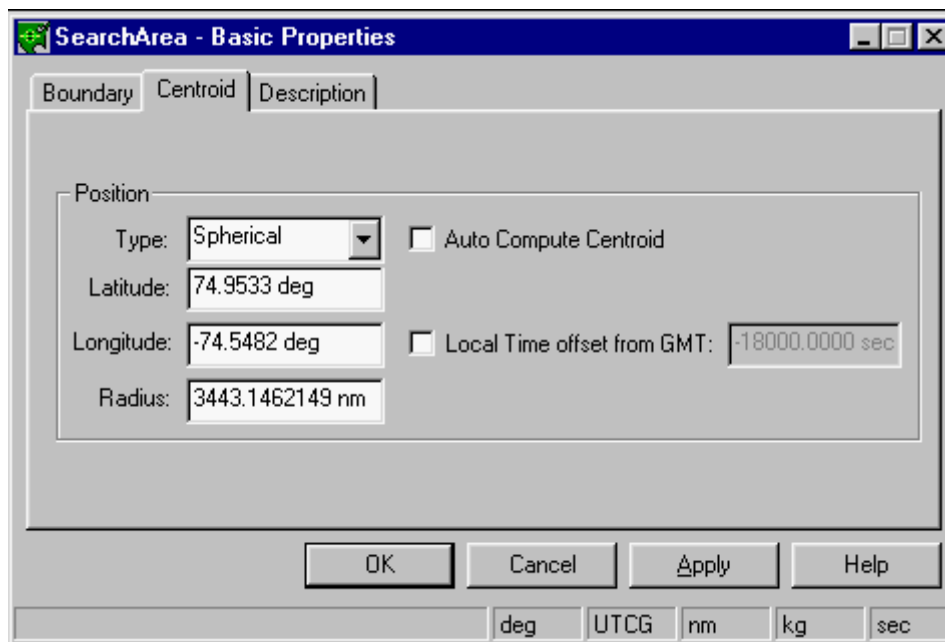 SearchArea - Basic Properties
Boundary Centroid Description
Position
Type: Spherical Auto Compute Centroid
Latitude: 74.9533 deg
Longitude: -74.5482 deg Local Time offset from GMT: -18000.0000 sec
Radius: 3443.1462149 nm
OK Cancel Apply Help
deg UTCG nm kg sec